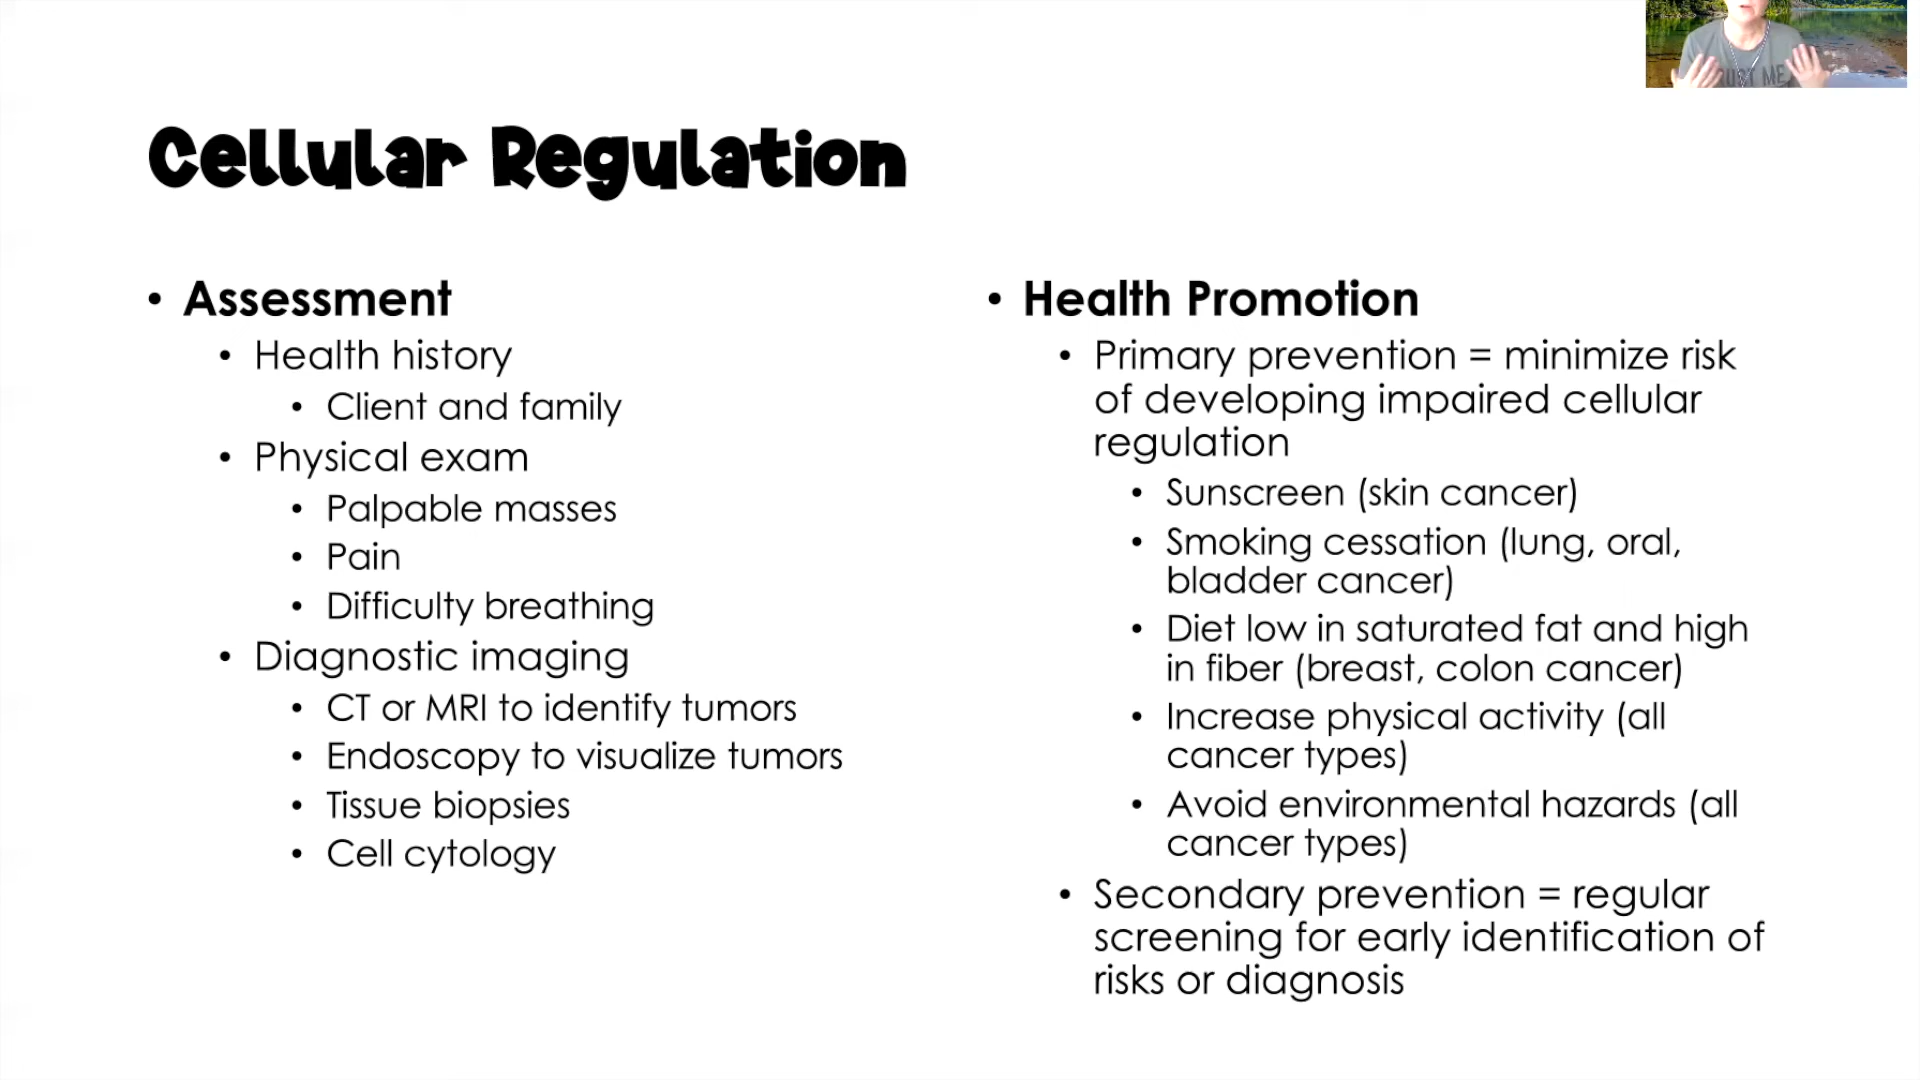 Cellular Regulation
• Assessment
• Health history
• Client and family
• Physical exam
• Palpable masses
• Pain
• Difficulty breathing
• Diagnostic imaging
• CT or MRI to identify tumors
• Endoscopy to visualize tumors
• Tissue biopsies
• Cell cytology
• Health Promotion
• Primary prevention = minimize risk
of developing impaired cellular
regulation
• Sunscreen (skin cancer)
• Smoking cessation (lung, oral,
bladder cancer)
• Diet low in saturated fat and high
in fiber (breast, colon cancer)
• Increase physical activity (all
cancer types)
• Avoid environmental hazards (all
cancer types)
• Secondary prevention = regular
screening for early identification of
risks or diagnosis
ME